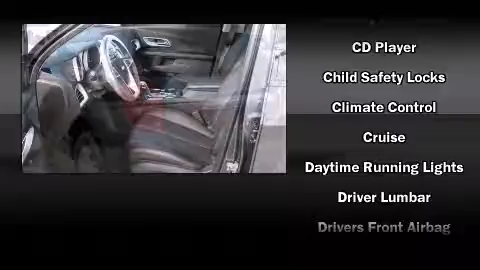 CD Player
Child Safety Locks
Climate Control
Cruise
Daytime Running Lights
Driver Lumbar
Drivers Front Airbag